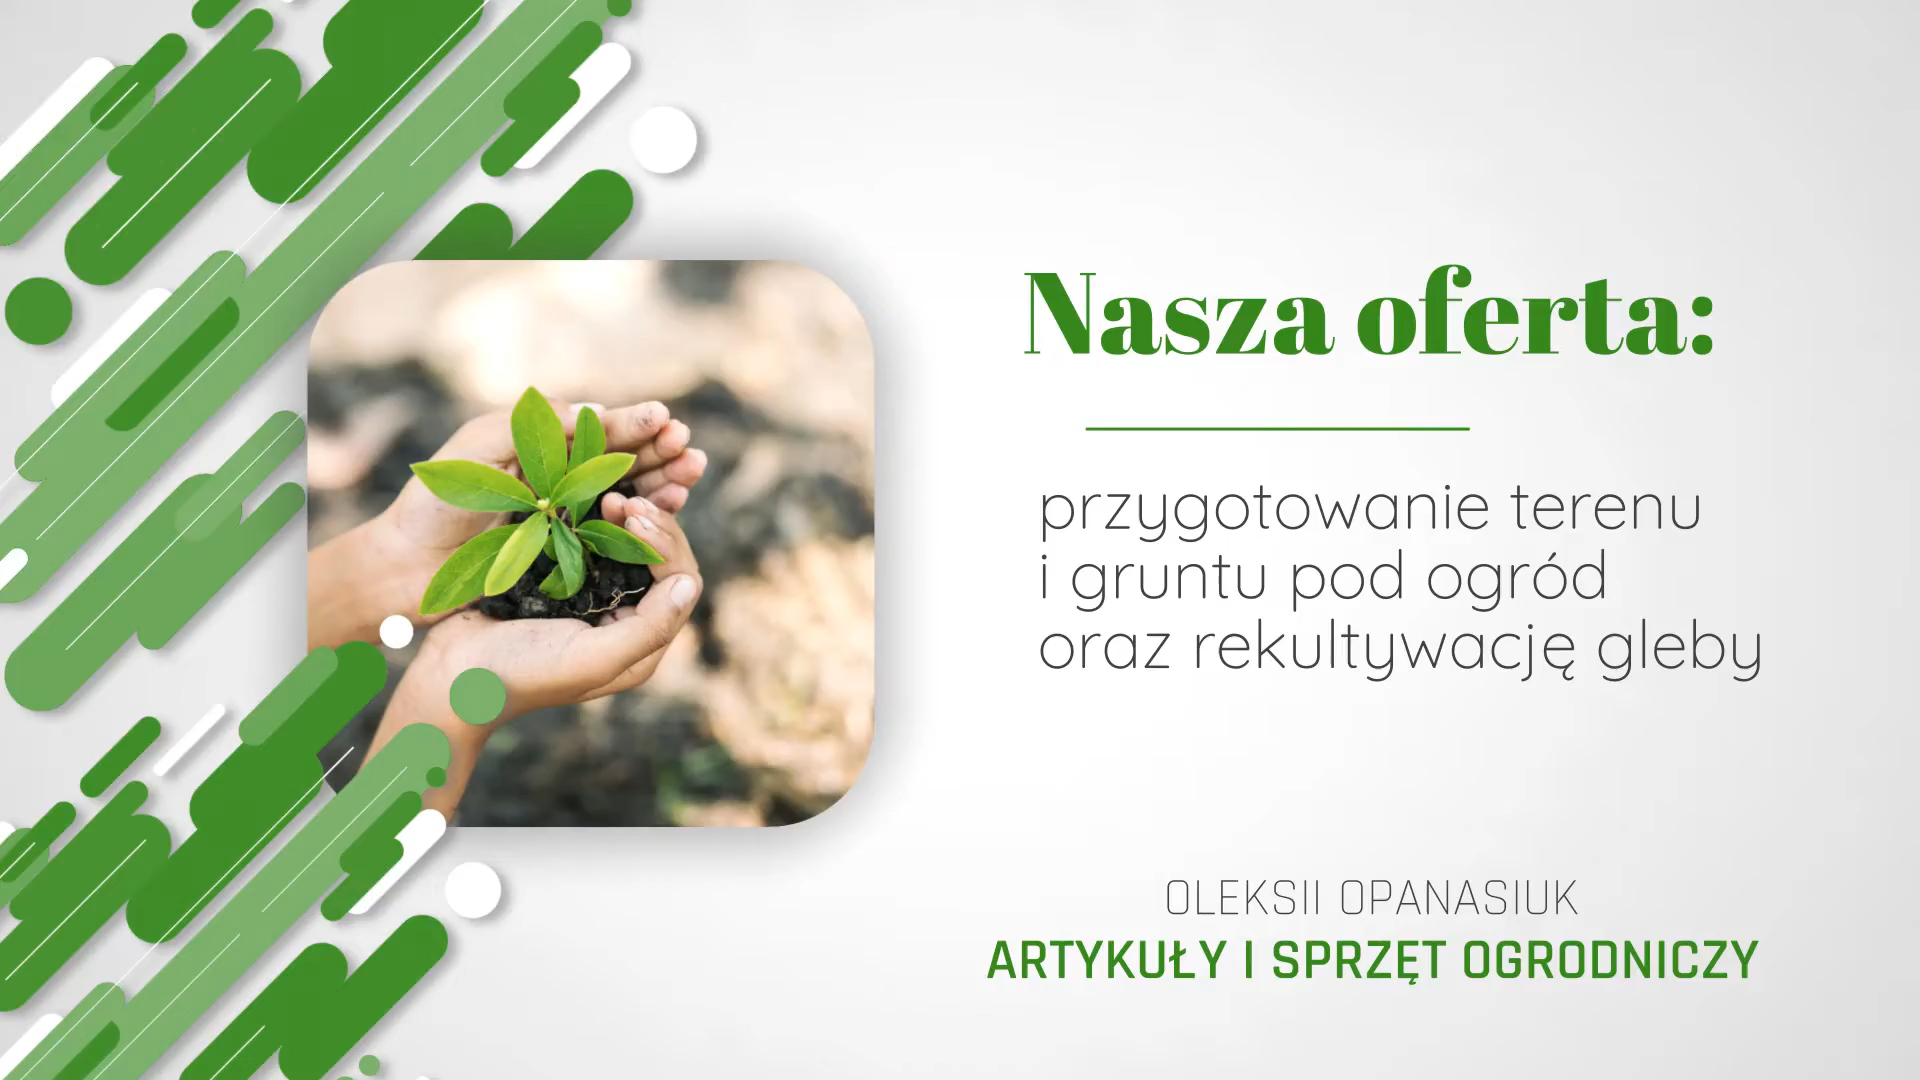 Nasza oferta:
przygotowanie terenu
i gruntu pod ogród
oraz rekultywację gleby
OLEKSII OPANASIUK
ARTYKUŁY I SPRZĘT OGRODNICZY